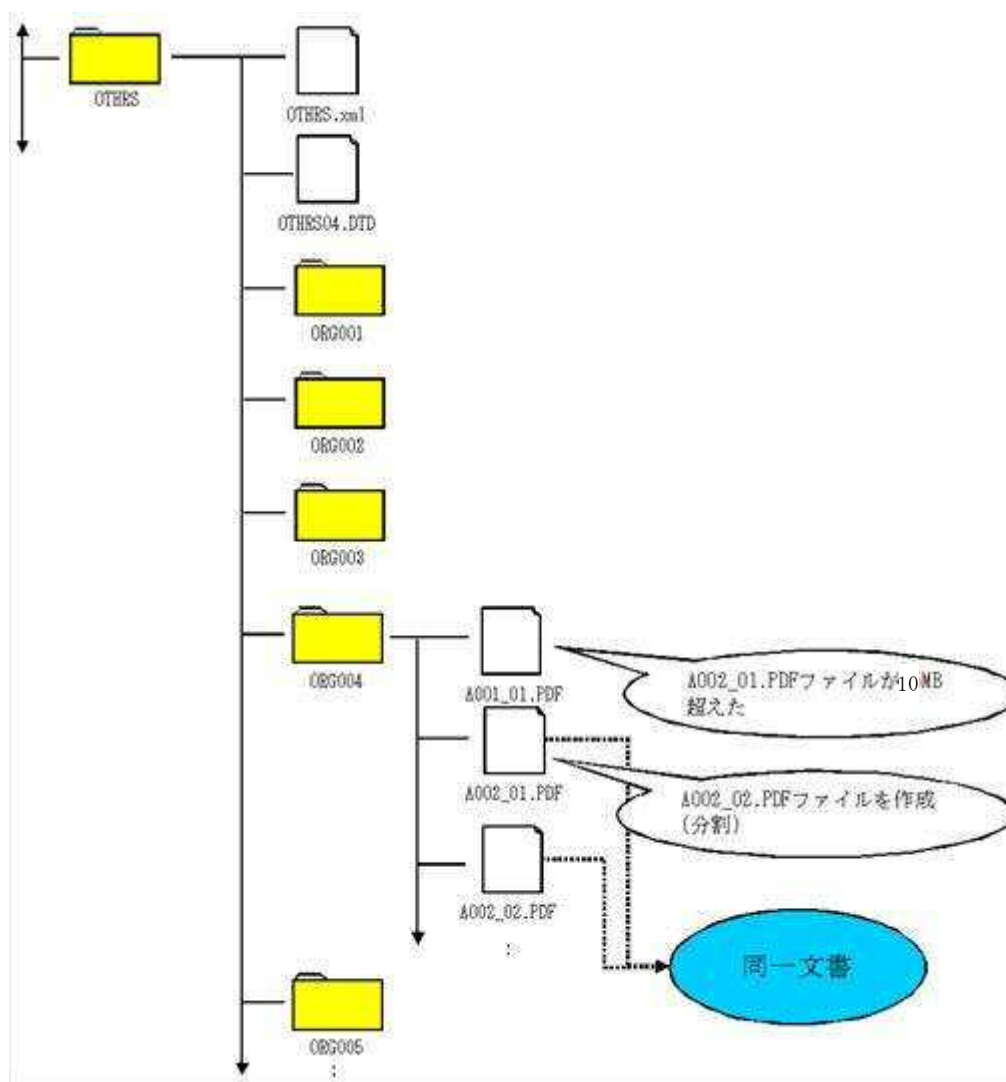 OTHRS
OTHRS.xml
OTHRS04.DTD
ORG001
ORG002
ORG003
ORG004
A001_01.PDF
A002_01.PDFファイルが10MB
超えた
A002_01.PDF
A002_02.PDFファイルを作成
(分割)
A002_02.PDF
:
同一文書
ORG005
: